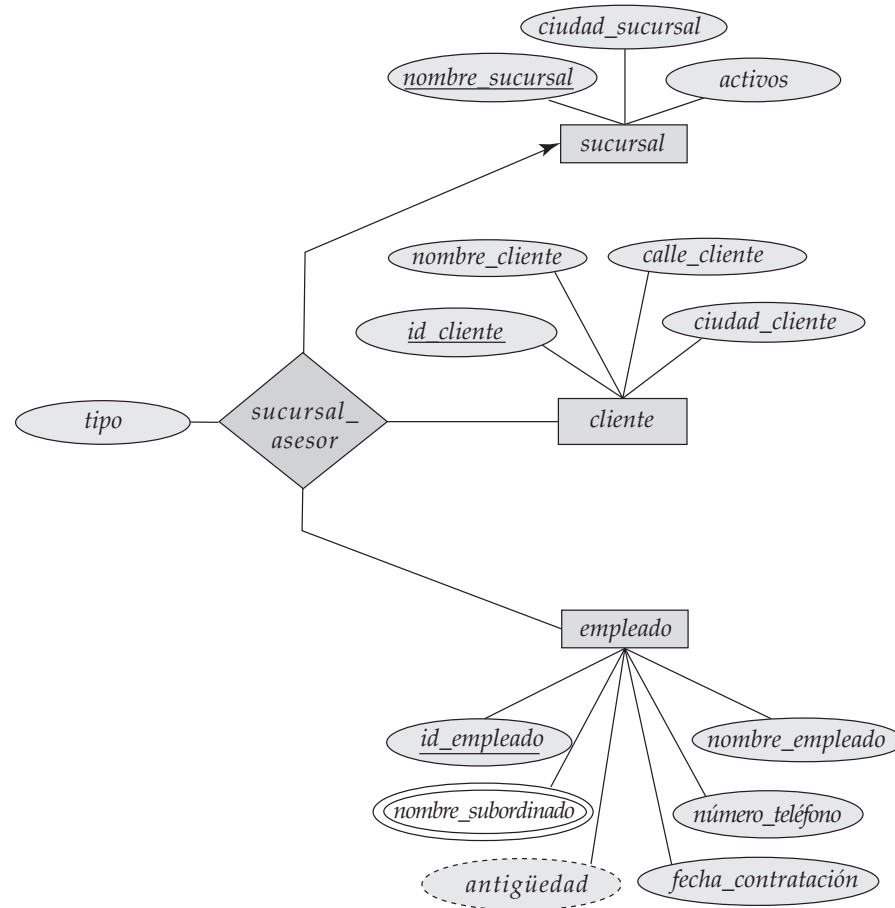 ciudad_sucursal
nombre_sucursal
activos
sucursal
nombre_cliente
calle_cliente
id_cliente
ciudad_cliente
tipo
sucursal_
asesor
cliente
empleado
id_empleado
nombre_empleado
nombre_subordinado
número_teléfono
antigüedad
fecha_contratación